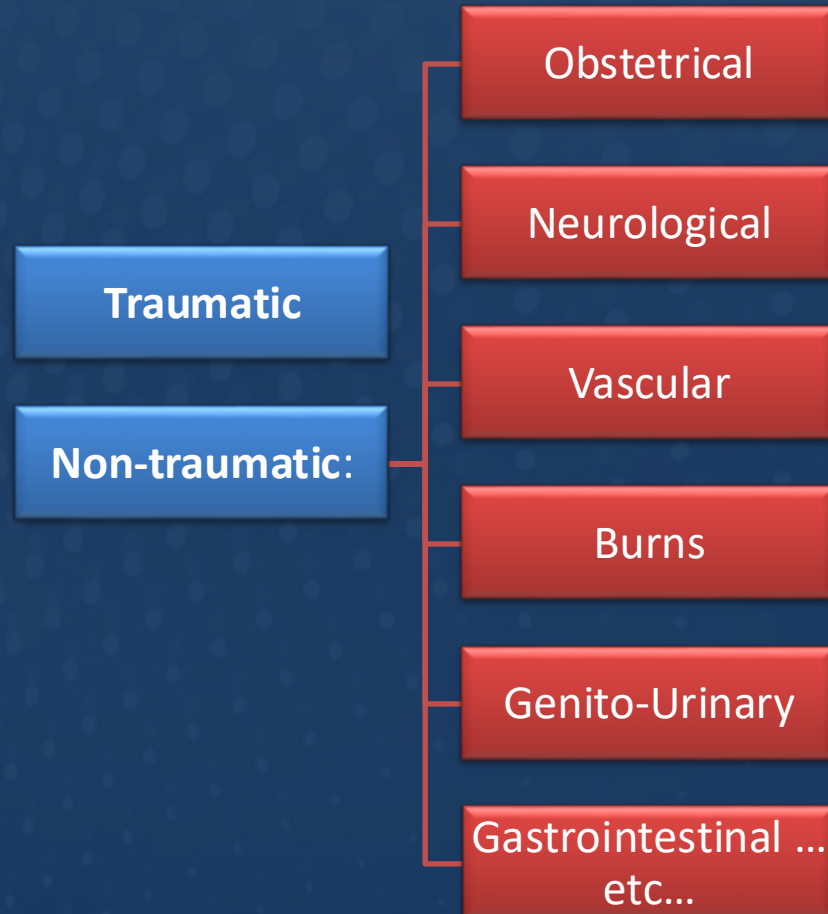 Traumatic
Non-traumatic:
Obstetrical
Neurological
Vascular
Burns
Genito-Urinary
Gastrointestinal ...
etc...